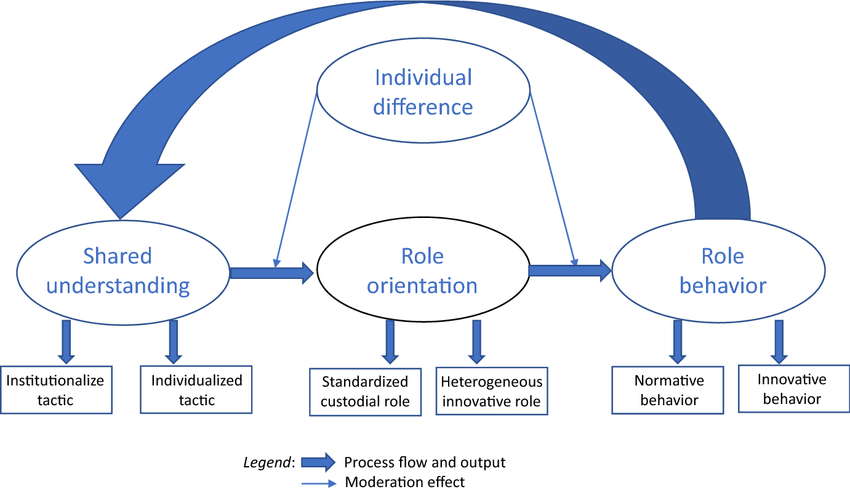 Individual
difference
Shared
understanding
Role
orientation
Role
behavior
Institutionalize
tactic
Individualized
tactic
Standardized
custodial role
Heterogeneous
innovative role
Normative
behavior
Innovative
behavior
Legend: Process flow and output
Moderation effect